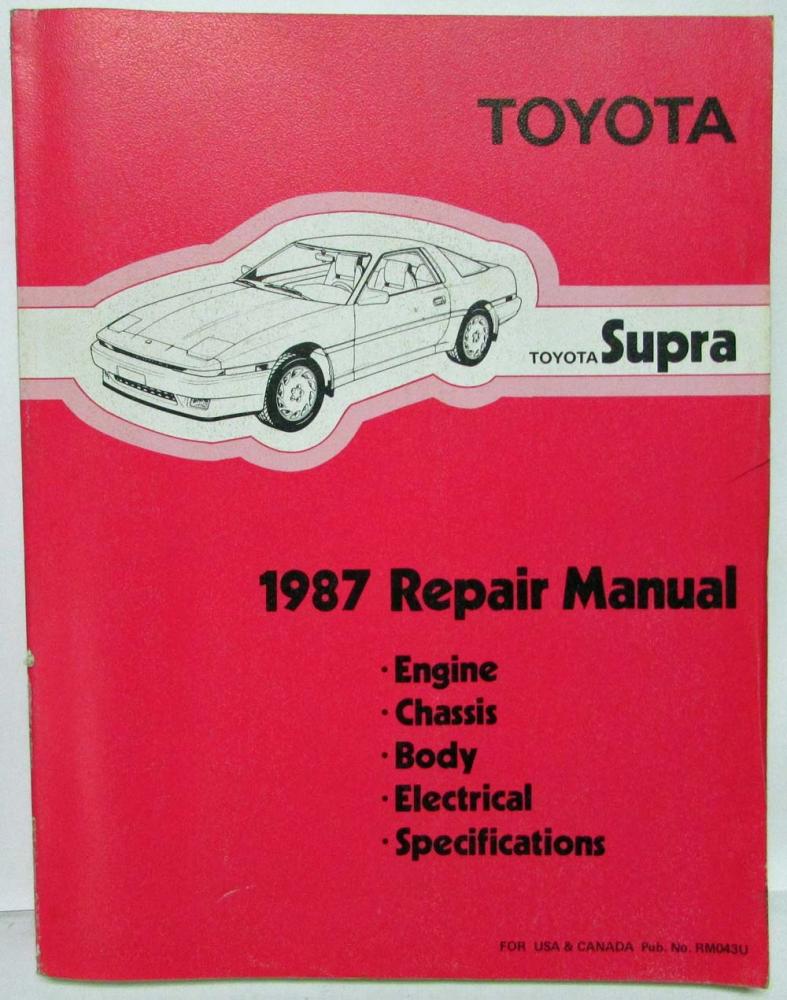 TOYOTA
TOYOTA Supra
1987 Repair Manual
· Engine
· Chassis
· Body
· Electrical
· Specifications
FOR USA & CANADA Pub. No. RM043U